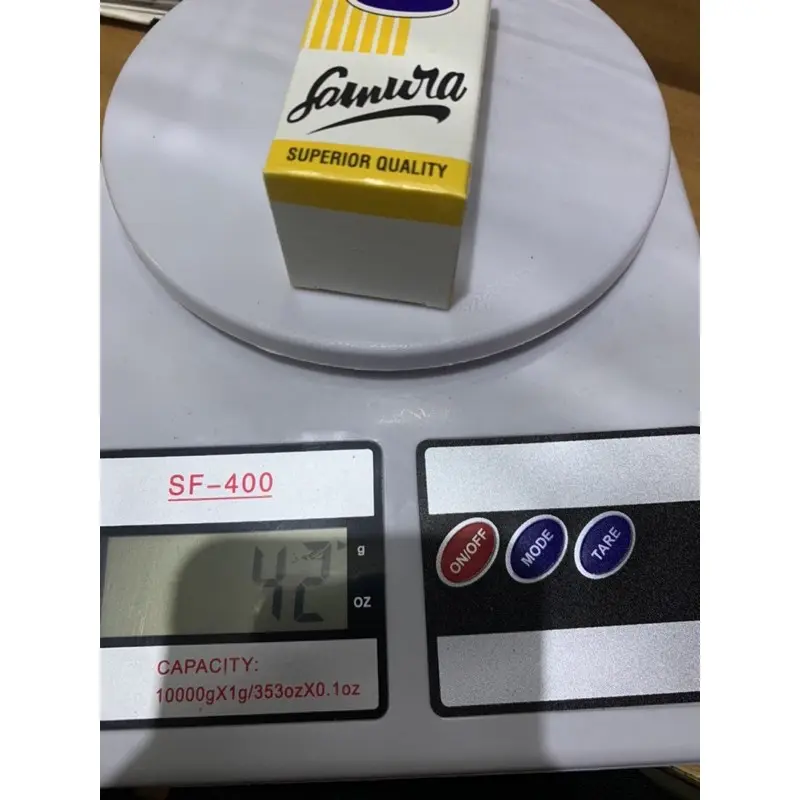 Samura
SUPERIOR QUALITY
SF-400
42 g
oz
ON/OFF
MODE
TARE
CAPACITY:
10000gX1g/353ozX0.1oz